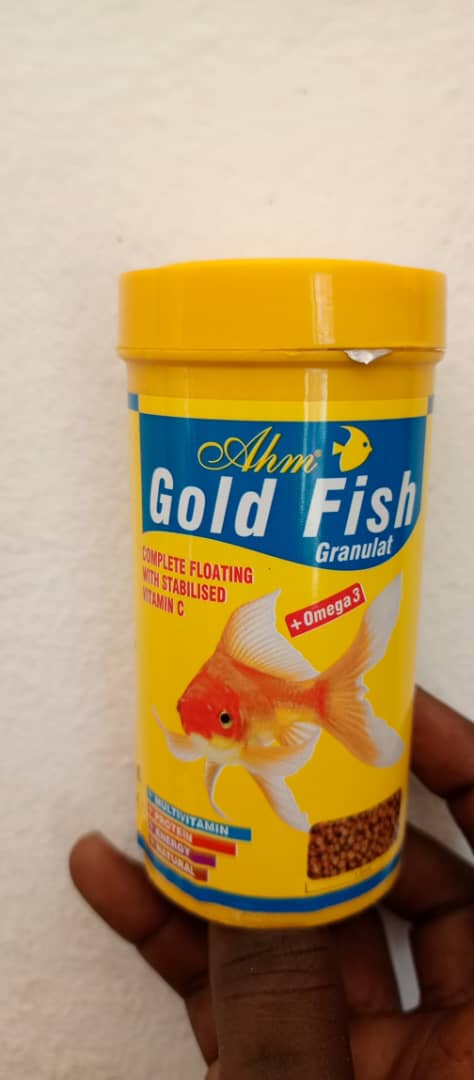 Ahm®
Gold Fish
Granulat
COMPLETE FLOATING
WITH STABILISED
VITAMIN C
+Omega 3
MULTIVITAMIN
PROTEIN
ENERGY
NATURAL